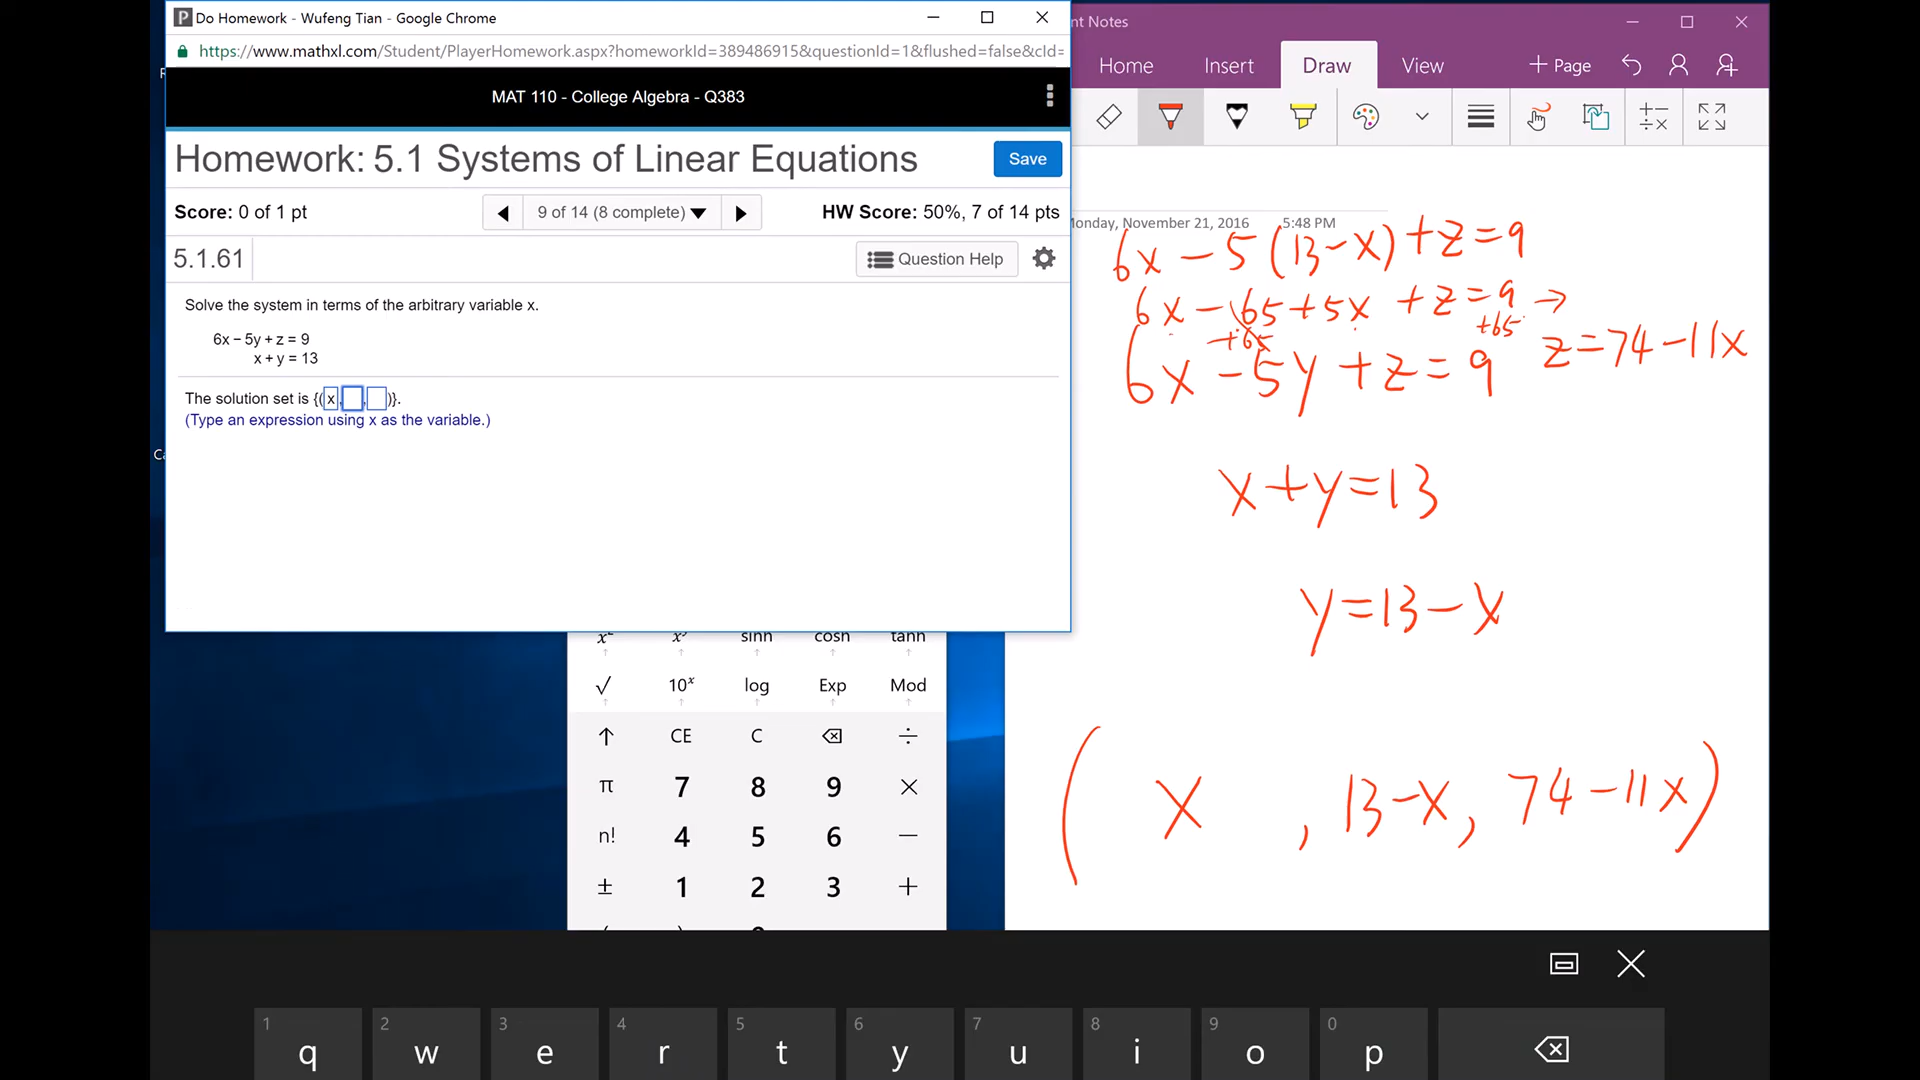 Do Homework - Wufeng Tian - Google Chrome
https://www.mathxl.com/Student/PlayerHomework.aspx?homeworkId=389486915&questionId=1&flushed=false&cId=
MAT 110 - College Algebra - Q383
Homework: 5.1 Systems of Linear Equations
Save
Score: 0 of 1 pt
9 of 14 (8 complete)
HW Score: 50%, 7 of 14 pts
5.1.61
Question Help
Solve the system in terms of the arbitrary variable x.
6x − 5y + z = 9
x + y = 13
The solution set is {(x, , )}.
(Type an expression using x as the variable.)
nt Notes
Home Insert Draw View + Page
Monday, November 21, 2016 5:48 PM
6x − 5(13−x) + z = 9
6x − 65 + 5x + z = 9 →
+65 +65
z = 74 − 11x
6x − 5y + z = 9
x + y = 13
y = 13 − x
( x , 13−x, 74−11x )
x² xʸ sinh cosh tanh
√ 10ˣ log Exp Mod
↑ CE C ÷
π 7 8 9 ×
n! 4 5 6 −
± 1 2 3 +
1 2 3 4 5 6 7 8 9 0
q w e r t y u i o p